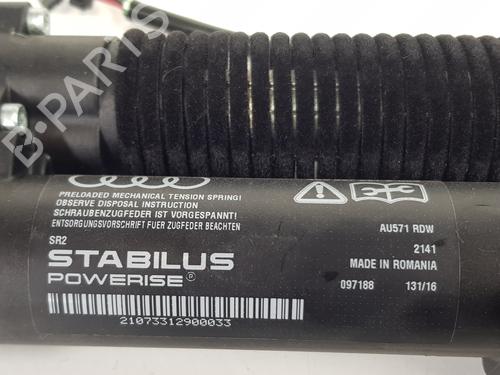 B-PARTS
PRELOADED MECHANICAL TENSION SPRING!
OBSERVE DISPOSAL INSTRUCTION
SCHRAUBENZUGFEDER IST VORGESPANNT!
ENTSORGUNGSVORSCHRIFT FUER ZUGFEDER BEACHTEN
SR2
STABILUS
POWERISE®
21073312900033
AU571 RDW
2141
MADE IN ROMANIA
097188 131/16